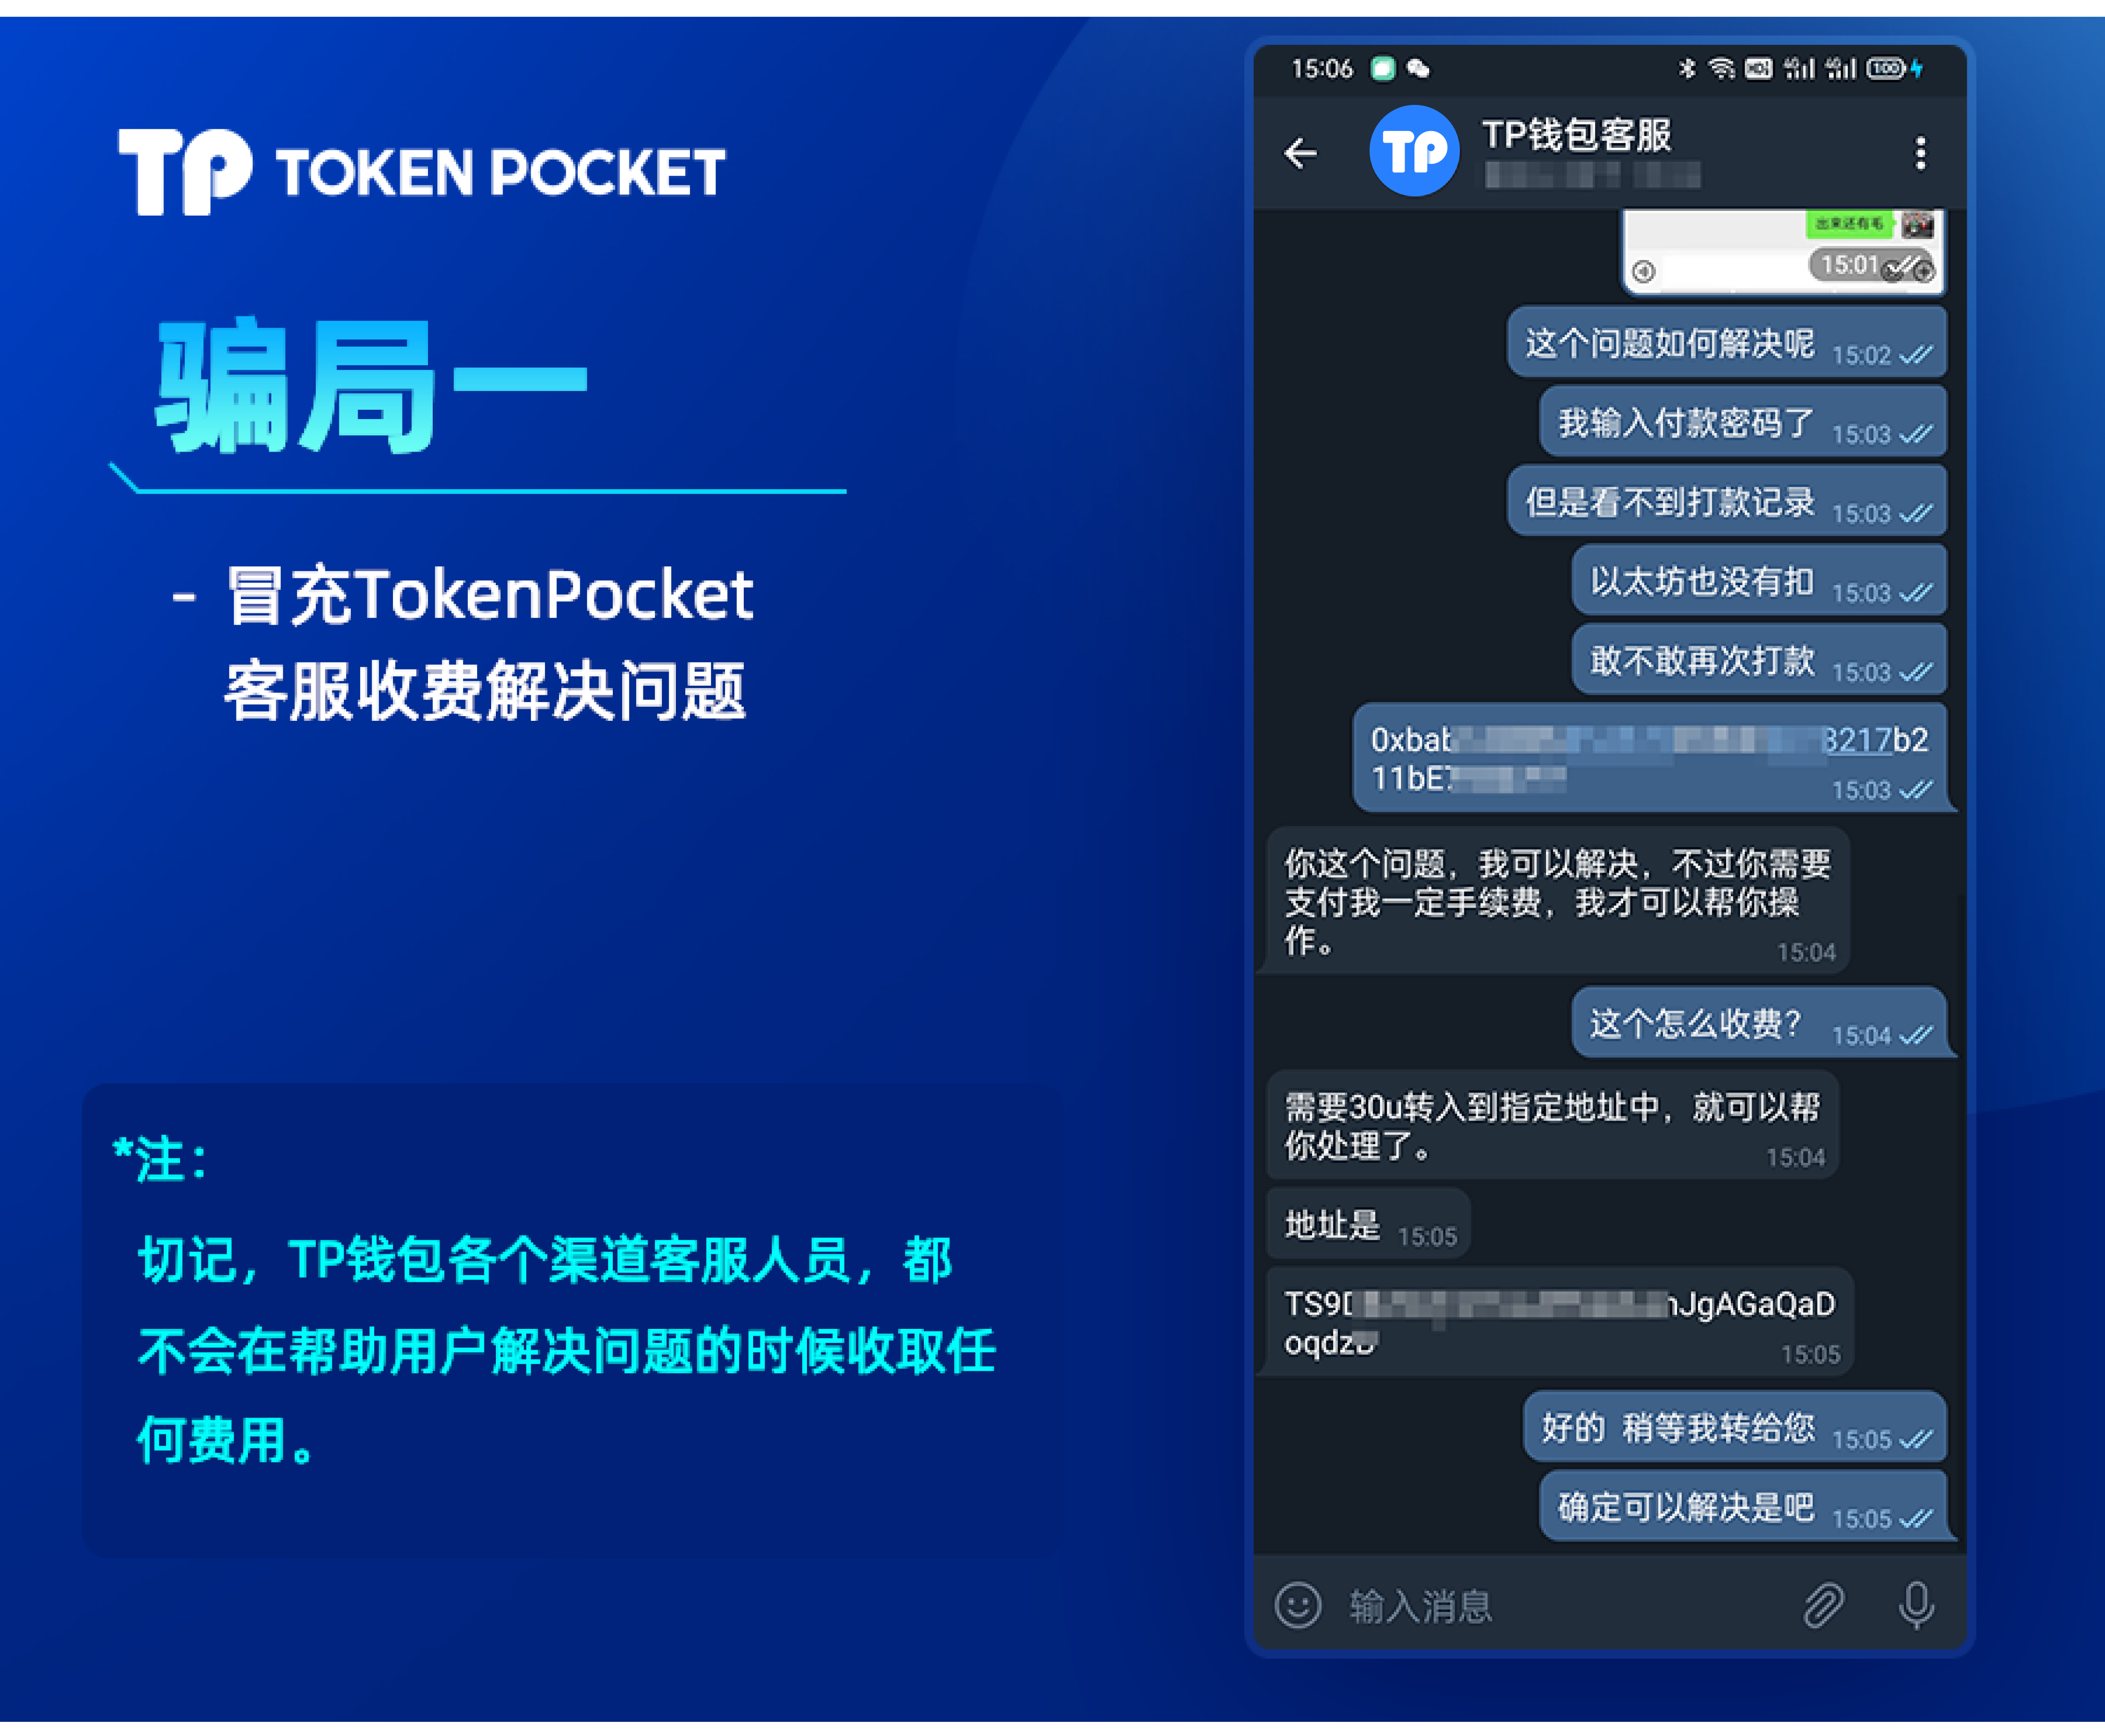 TP TOKEN POCKET
骗局一
- 冒充TokenPocket
客服收费解决问题
*注：
切记，TP钱包各个渠道客服人员，都
不会在帮助用户解决问题的时候收取任
何费用。
15:06
100
TP
TP钱包客服
出来还有毛
15:01
这个问题如何解决呢 15:02
我输入付款密码了 15:03
但是看不到打款记录 15:03
以太坊也没有扣 15:03
敢不敢再次打款 15:03
0xbab 3217b2
11bE7
15:03
你这个问题，我可以解决，不过你需要
支付我一定手续费，我才可以帮你操
作。
15:04
这个怎么收费？ 15:04
需要30u转入到指定地址中，就可以帮
你处理了。
15:04
地址是 15:05
TS9D nJgAGaQaD
oqdz
15:05
好的 稍等我转给您 15:05
确定可以解决是吧 15:05
输入消息